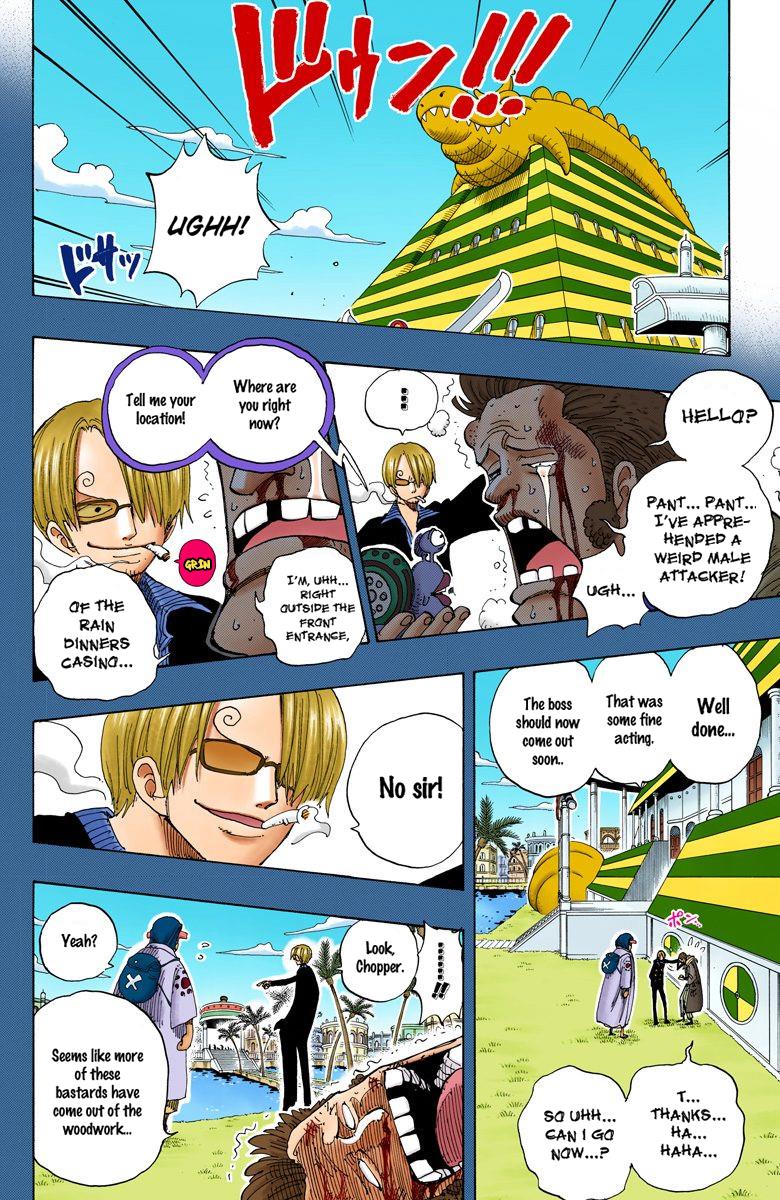 ドゥン!!!
UGHH!
ドサッ
HELLO?
PANT... PANT...
I'VE APPRE-
HENDED A
WEIRD MALE
ATTACKER!
UGH...
Where are
you right
now?
Tell me your
location!
GRIN
I'M, UHH...
RIGHT
OUTSIDE THE
FRONT
ENTRANCE,
OF THE
RAIN
DINNERS
CASINO...
Well
done...
That was
some fine
acting.
The boss
should now
come out
soon..
ポン
T...
THANKS...
HA...
HAHA...
SO UHH...
CAN I GO
NOW...?
No sir!
Look,
Chopper.
Yeah?
Seems like more
of these
bastards have
come out of the
woodwork...